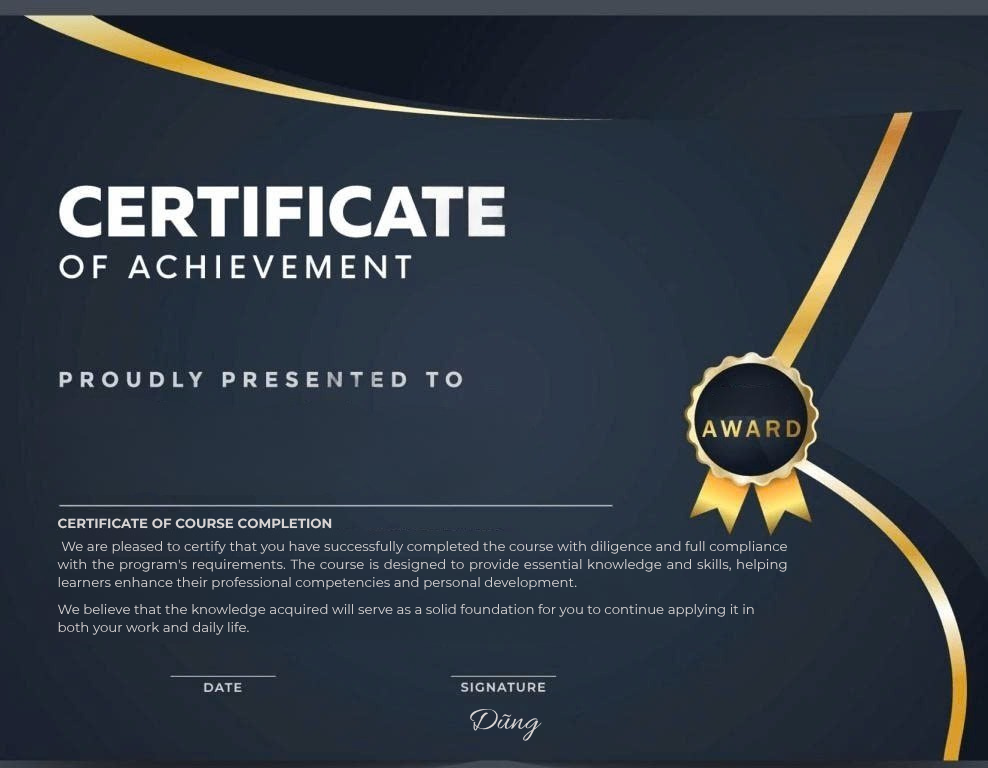 CERTIFICATE
OF ACHIEVEMENT
PROUDLY PRESENTED TO
AWARD
CERTIFICATE OF COURSE COMPLETION
We are pleased to certify that you have successfully completed the course with diligence and full compliance
with the program's requirements. The course is designed to provide essential knowledge and skills, helping
learners enhance their professional competencies and personal development.
We believe that the knowledge acquired will serve as a solid foundation for you to continue applying it in
both your work and daily life.
DATE
SIGNATURE
Dũng